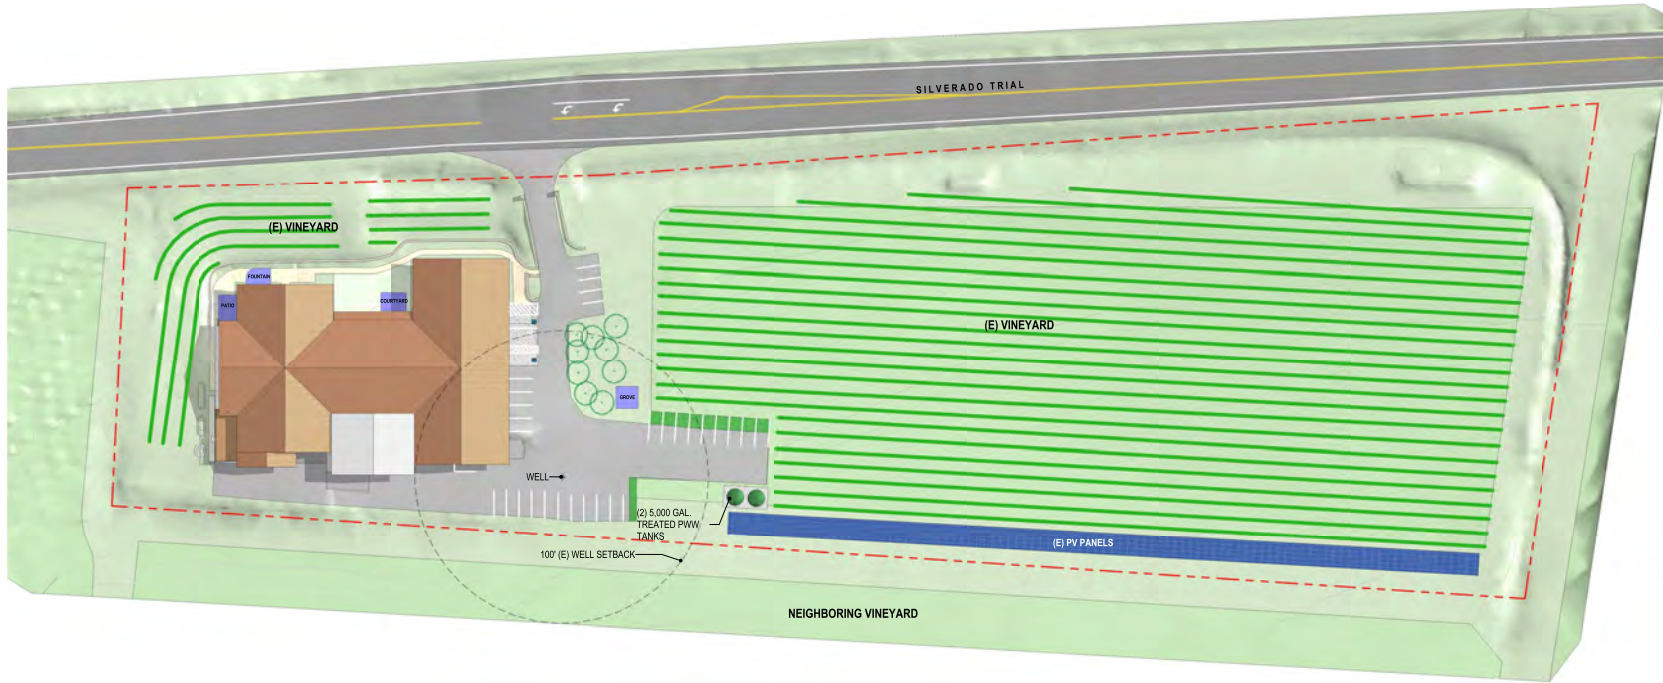 SILVERADO TRIAL
(E) VINEYARD
FOUNTAIN
PATIO
COURTYARD
(E) VINEYARD
GROVE
WELL
(2) 5,000 GAL.
TREATED PWW
TANKS
(E) PV PANELS
100' (E) WELL SETBACK
NEIGHBORING VINEYARD